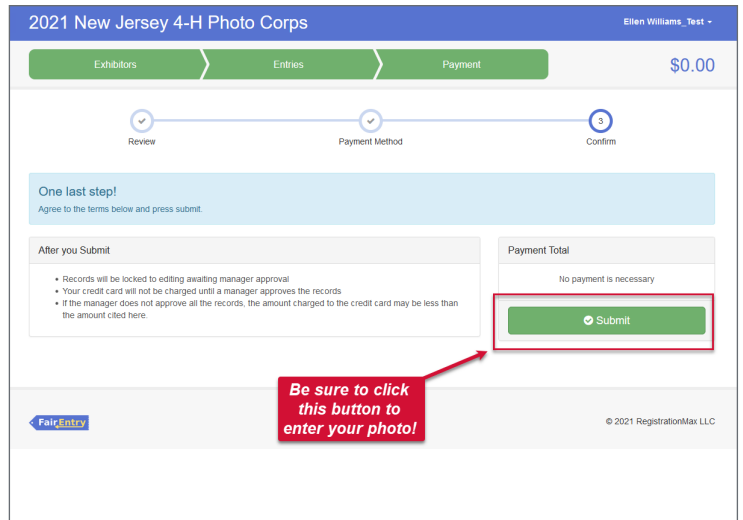 2021 New Jersey 4-H Photo Corps
Ellen Williams_Test
Exhibitors
Entries
Payment
$0.00
Review
Payment Method
3
Confirm
One last step!
Agree to the terms below and press submit.
After you Submit
• Records will be locked to editing awaiting manager approval
• Your credit card will not be charged until a manager approves the records
• If the manager does not approve all the records, the amount charged to the credit card may be less than
the amount cited here.
Payment Total
No payment is necessary
Submit
Be sure to click
this button to
enter your photo!
FairEntry
© 2021 RegistrationMax LLC